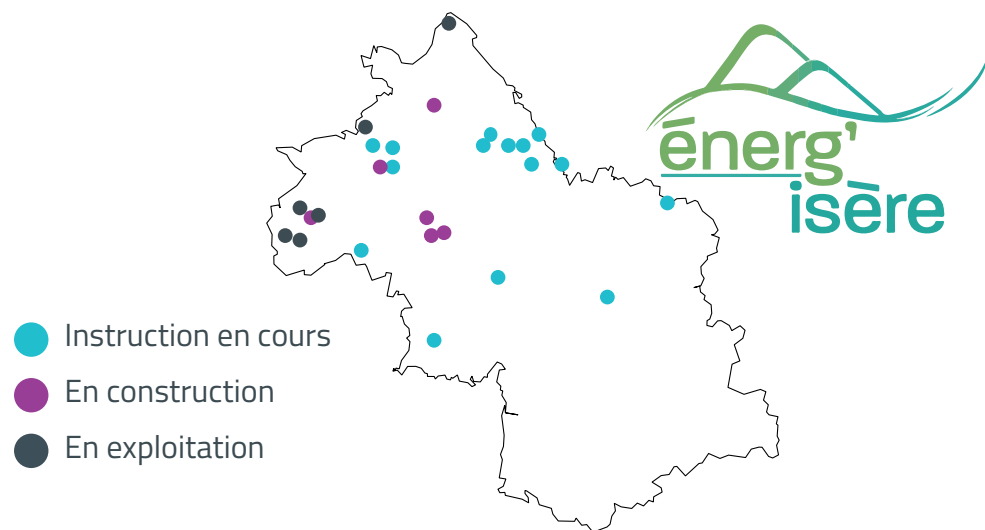 énerg'
isère
Instruction en cours
En construction
En exploitation